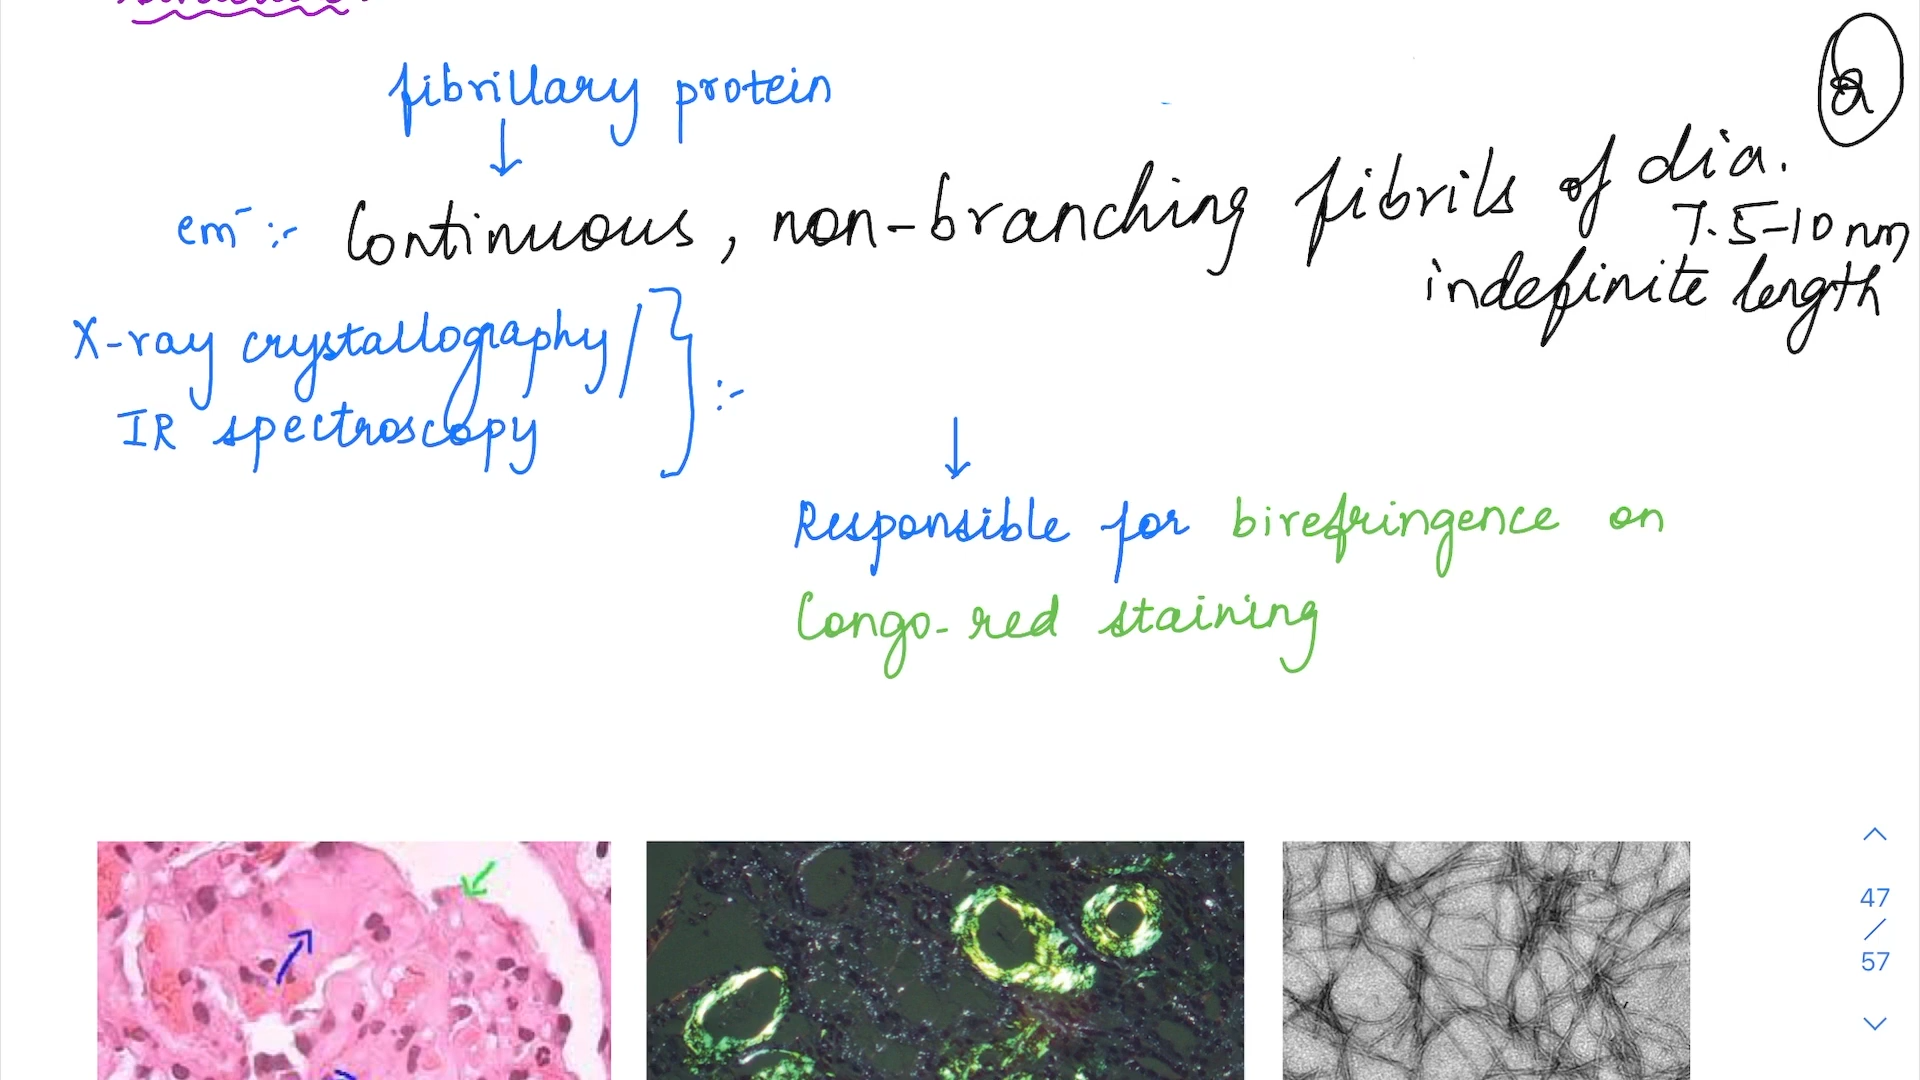 fibrillary protein
↓
em :- Continuous, non-branching fibrils of dia.
7.5-10 nm
indefinite length
X-ray crystallography/
IR spectroscopy
} :-
↓
Responsible for birefringence on
Congo-red staining
47
/
57